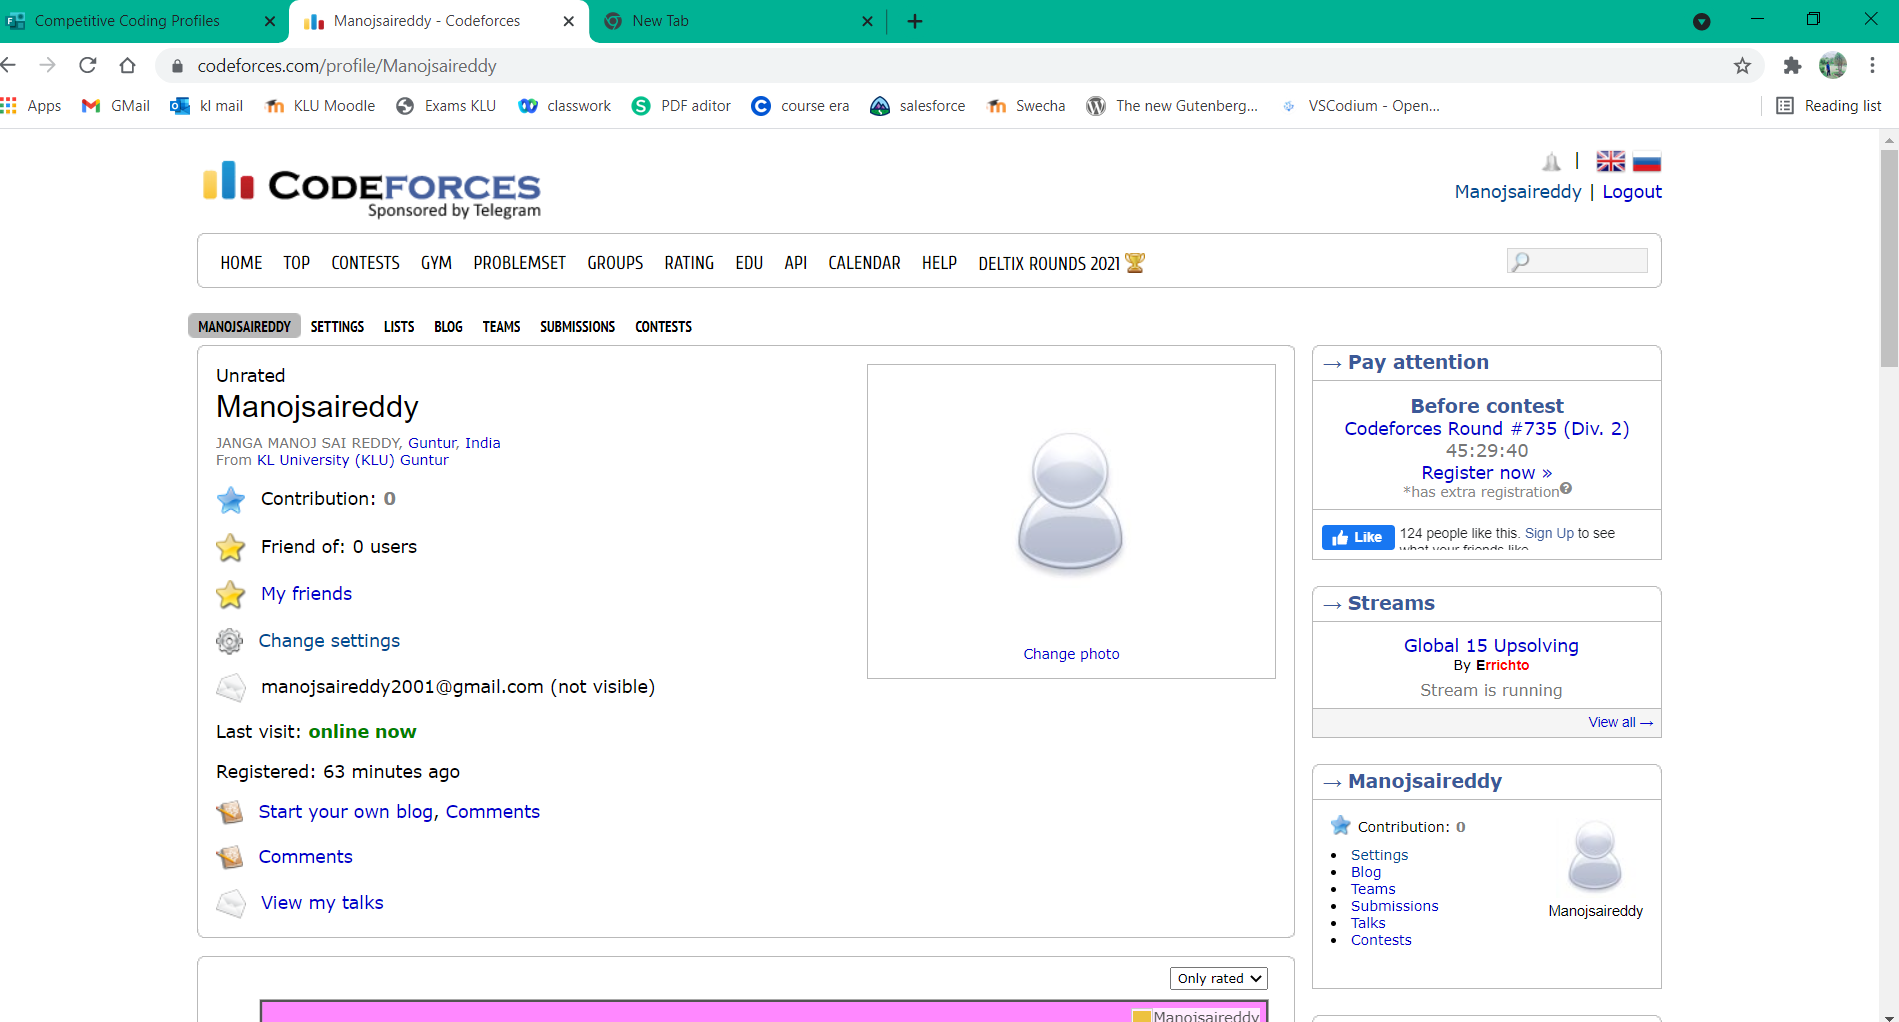 Competitive Coding Profiles
Manojsaireddy - Codeforces
New Tab
codeforces.com/profile/Manojsaireddy
Apps
GMail
kl mail
KLU Moodle
Exams KLU
classwork
PDF aditor
course era
salesforce
Swecha
The new Gutenberg...
VSCodium - Open...
Reading list
CODEFORCES
Sponsored by Telegram
|
Manojsaireddy | Logout
HOME TOP CONTESTS GYM PROBLEMSET GROUPS RATING EDU API CALENDAR HELP DELTIX ROUNDS 2021
MANOJSAIREDDY SETTINGS LISTS BLOG TEAMS SUBMISSIONS CONTESTS
Unrated
Manojsaireddy
JANGA MANOJ SAI REDDY, Guntur, India
From KL University (KLU) Guntur
Contribution: 0
Friend of: 0 users
My friends
Change settings
manojsaireddy2001@gmail.com (not visible)
Last visit: online now
Registered: 63 minutes ago
Start your own blog, Comments
Comments
View my talks
Change photo
→ Pay attention
Before contest
Codeforces Round #735 (Div. 2)
45:29:40
Register now »
*has extra registration?
Like
124 people like this. Sign Up to see
what your friends like.
→ Streams
Global 15 Upsolving
By Errichto
Stream is running
View all →
→ Manojsaireddy
Contribution: 0
• Settings
• Blog
• Teams
• Submissions
• Talks
• Contests
Manojsaireddy
Only rated
Manojsaireddy